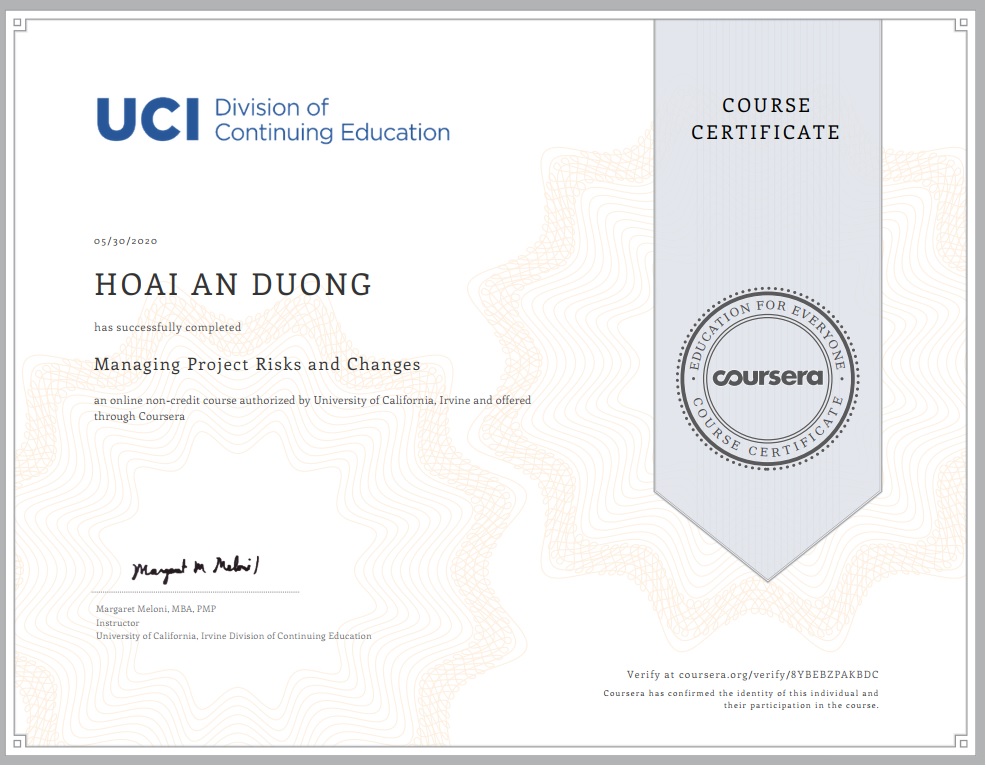 UCI Division of
Continuing Education
COURSE
CERTIFICATE
05/30/2020
HOAI AN DUONG
has successfully completed
Managing Project Risks and Changes
an online non-credit course authorized by University of California, Irvine and offered
through Coursera
EDUCATION FOR EVERYONE
coursera
COURSE CERTIFICATE
Margaret M Meloni
Margaret Meloni, MBA, PMP
Instructor
University of California, Irvine Division of Continuing Education
Verify at coursera.org/verify/8YBEBZPAKBDC
Coursera has confirmed the identity of this individual and
their participation in the course.